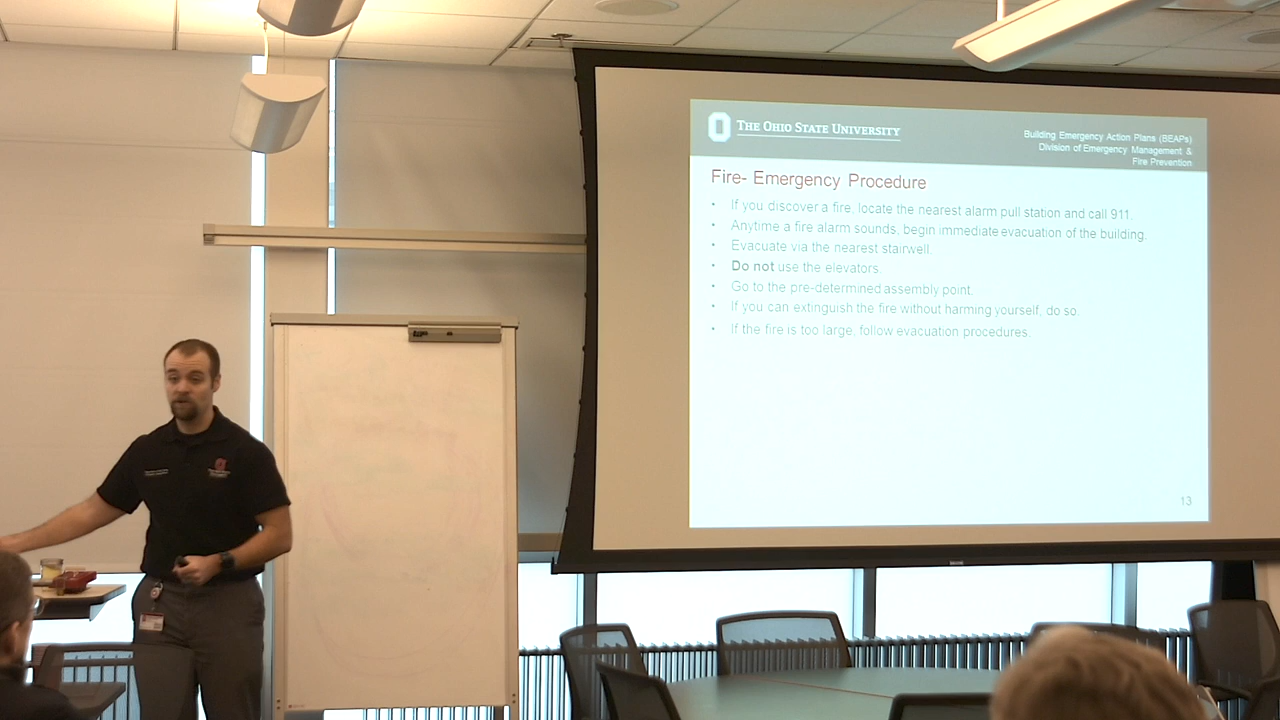 THE OHIO STATE UNIVERSITY
Building Emergency Action Plans (BEAPs)
Division of Emergency Management &
Fire Prevention
Fire- Emergency Procedure
• If you discover a fire, locate the nearest alarm pull station and call 911.
• Anytime a fire alarm sounds, begin immediate evacuation of the building.
• Evacuate via the nearest stairwell.
• Do not use the elevators.
• Go to the pre-determined assembly point.
• If you can extinguish the fire without harming yourself, do so.
• If the fire is too large, follow evacuation procedures.
13